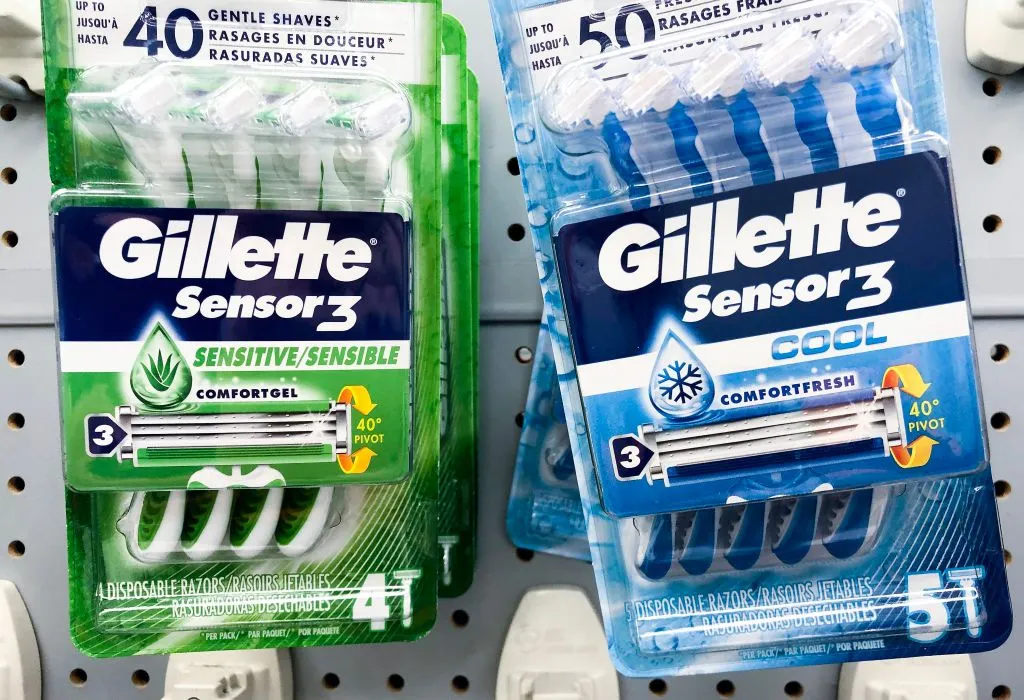 UP TO
JUSQU'À
HASTA
40
GENTLE SHAVES*
RASAGES EN DOUCEUR*
RASURADAS SUAVES*
Gillette®
Sensor3
SENSITIVE/SENSIBLE
COMFORTGEL
3
40°
PIVOT
4 DISPOSABLE RAZORS/RASOIRS JETABLES
RASURADORAS DESECHABLES
4
*PER PACK/* PAR PAQUET/* POR PAQUETE
UP TO
JUSQU'À
HASTA
50
RASAGES FRAIS*
Gillette®
Sensor3
COOL
COMFORTFRESH
3
40°
PIVOT
5 DISPOSABLE RAZORS/RASOIRS JETABLES
RASURADORAS DESECHABLES
5
*PER PACK/* PAR PAQUET/* POR PAQUETE